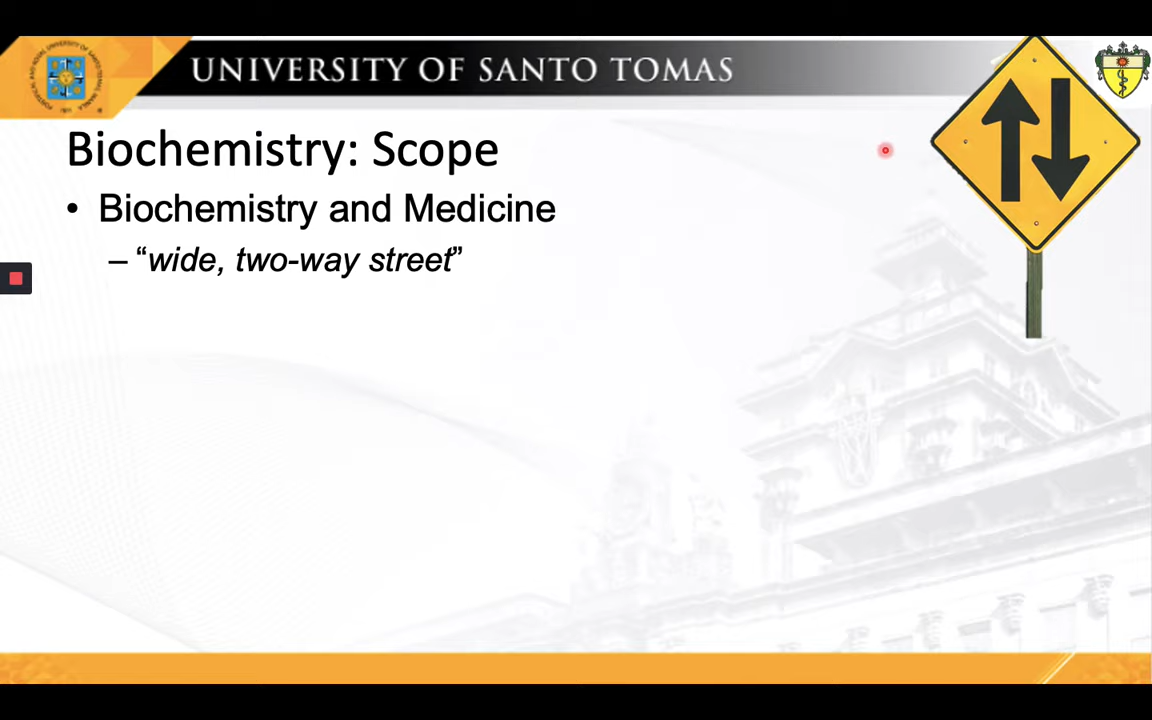 UNIVERSITY OF SANTO TOMAS
Biochemistry: Scope
• Biochemistry and Medicine
– “wide, two-way street”